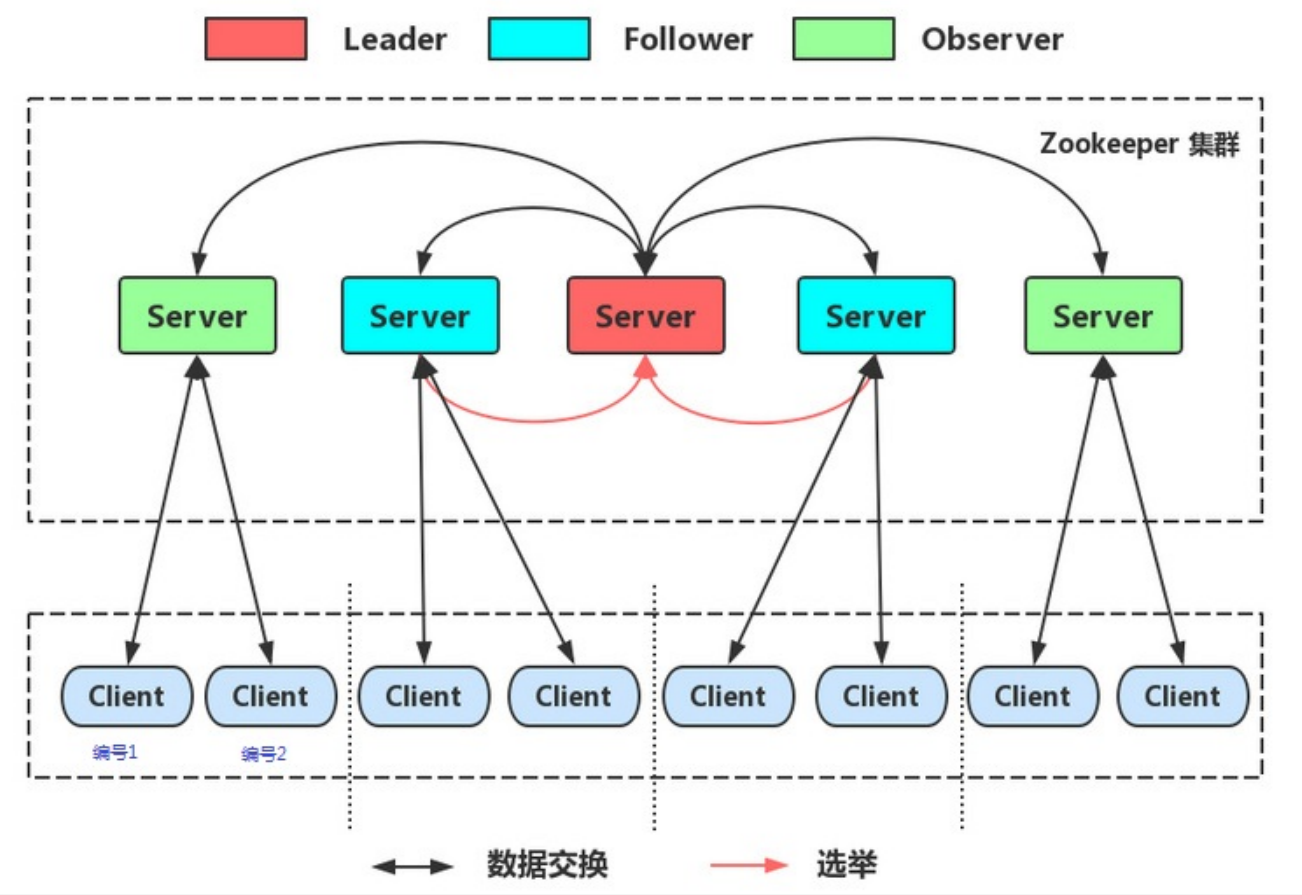 Leader Follower Observer
Zookeeper 集群
Server Server Server Server Server
Client Client Client Client Client Client Client Client
编号1 编号2
数据交换 选举